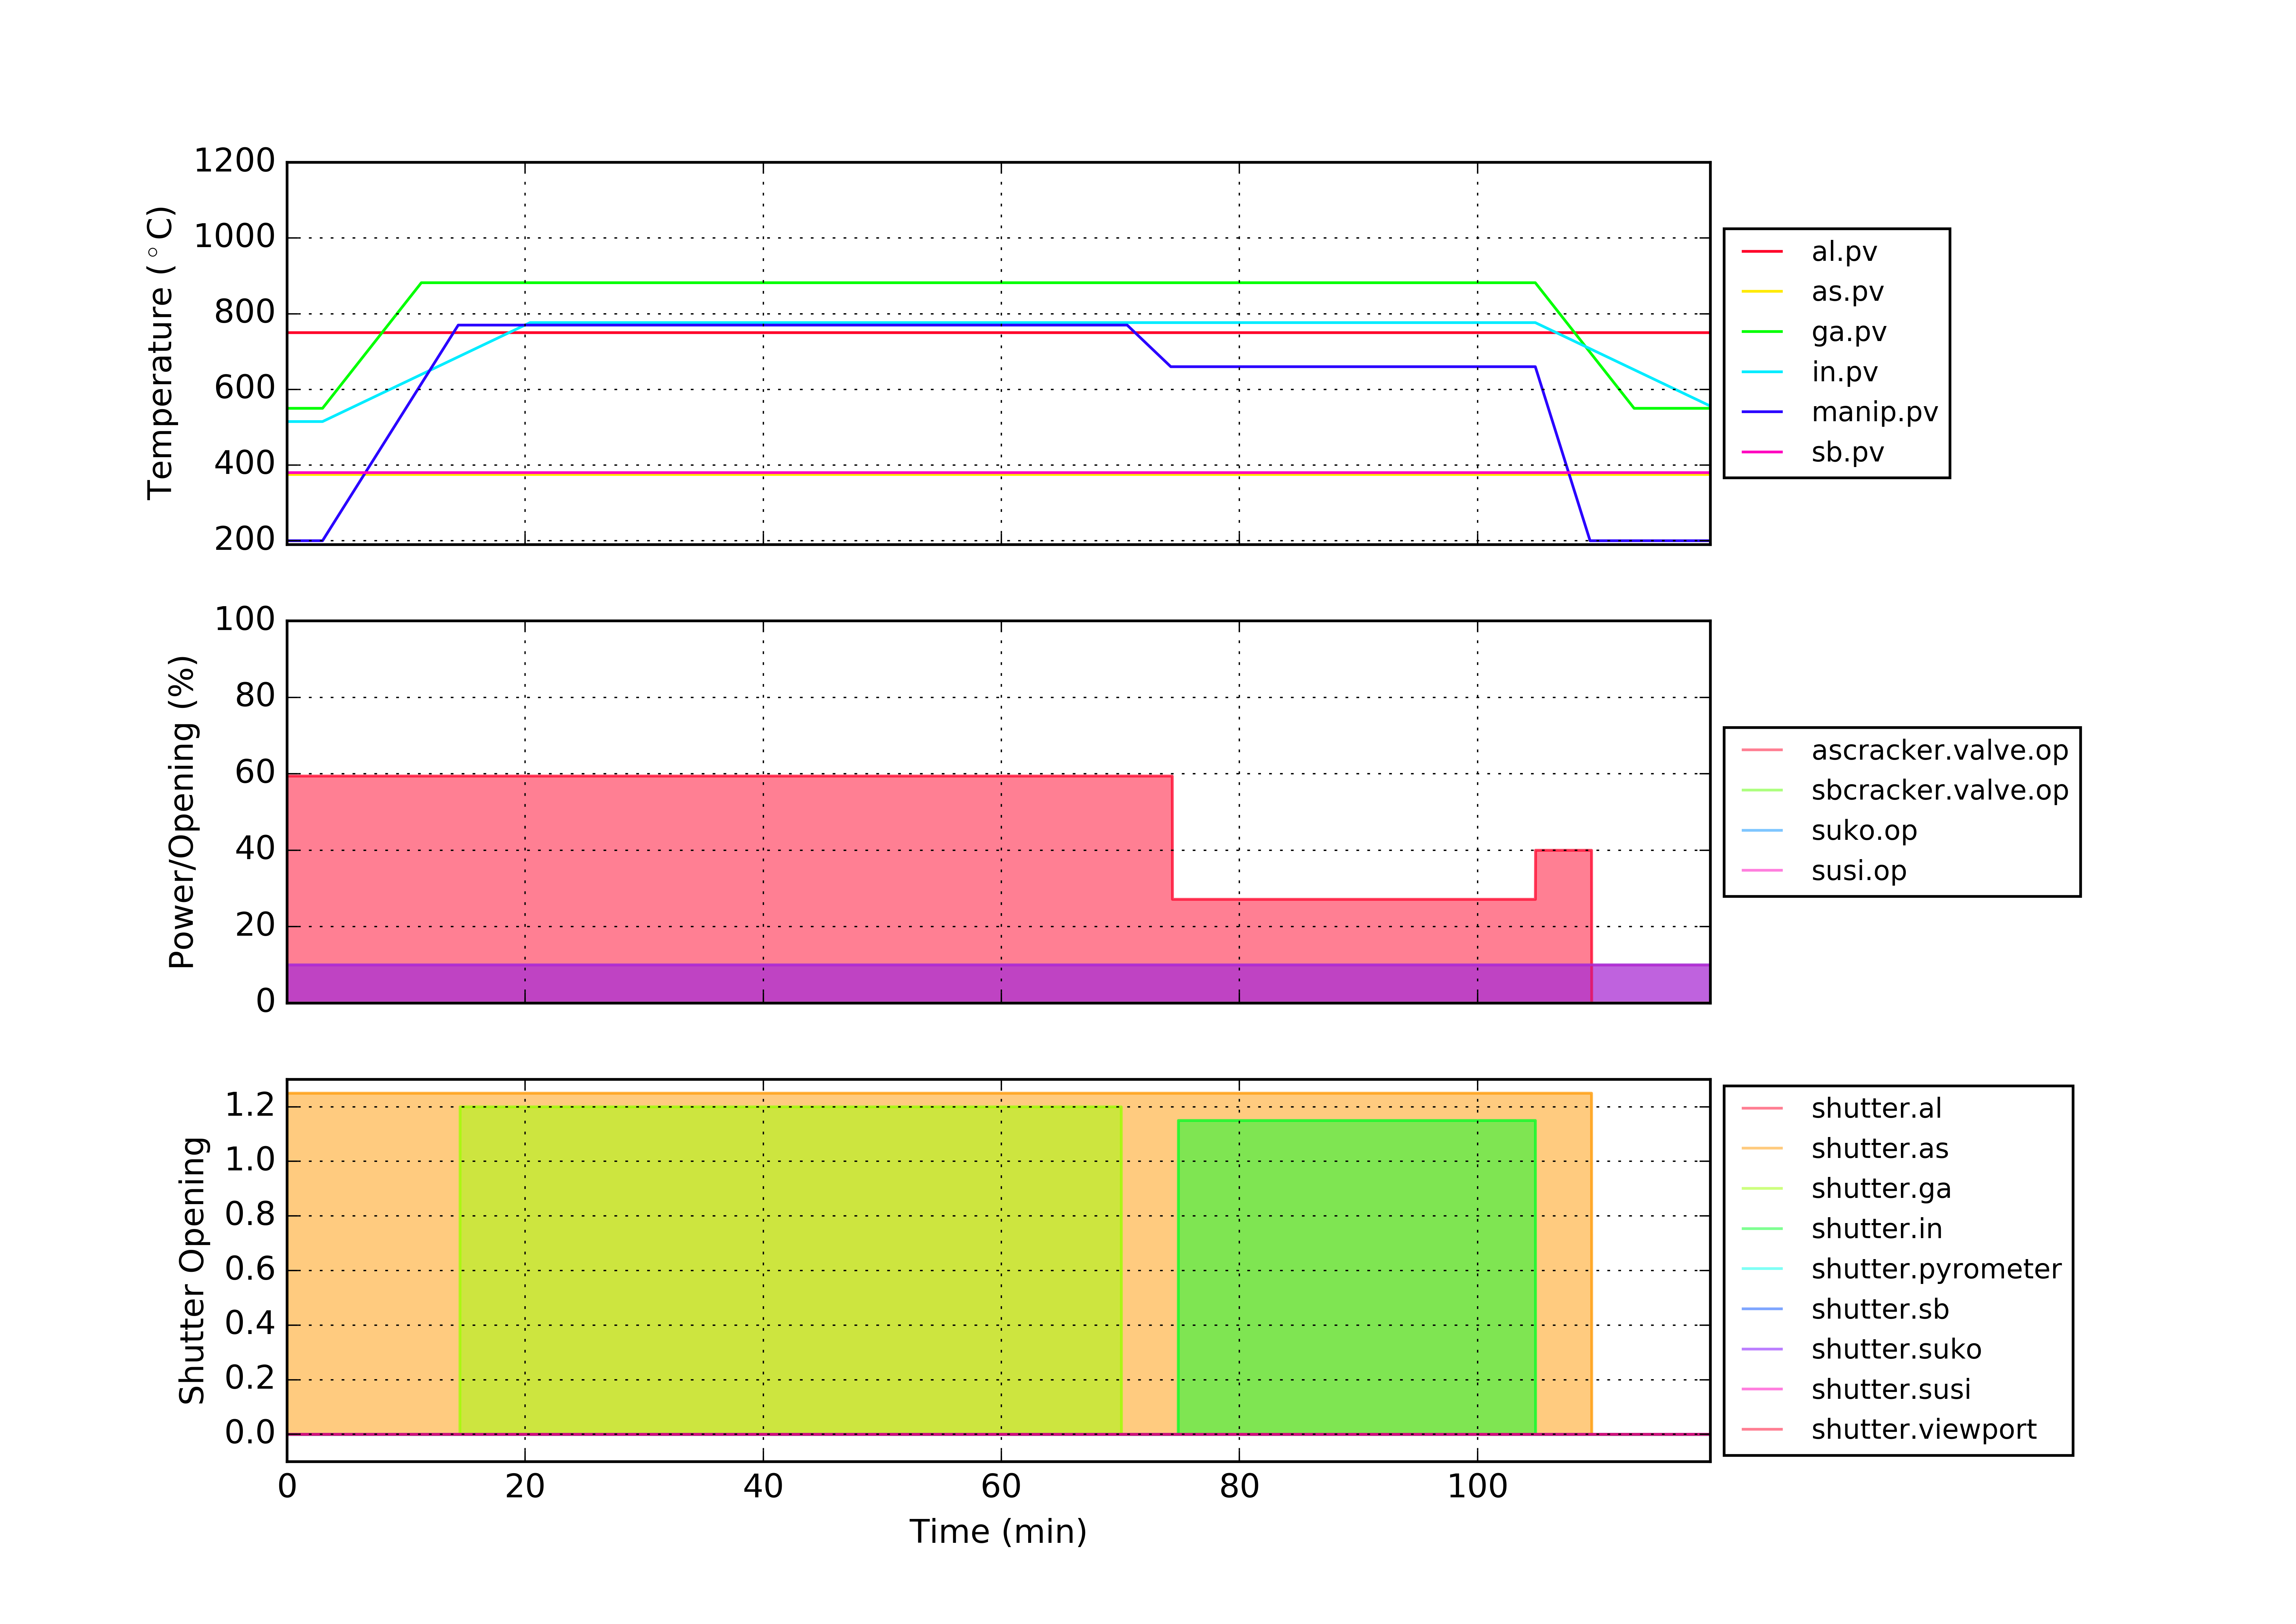 1200
1000
800
600
400
200
Temperature (°C)
al.pv
as.pv
ga.pv
in.pv
manip.pv
sb.pv
100
80
60
40
20
0
Power/Opening (%)
ascracker.valve.op
sbcracker.valve.op
suko.op
susi.op
1.2
1.0
0.8
0.6
0.4
0.2
0.0
Shutter Opening
shutter.al
shutter.as
shutter.ga
shutter.in
shutter.pyrometer
shutter.sb
shutter.suko
shutter.susi
shutter.viewport
0 20 40 60 80 100
Time (min)